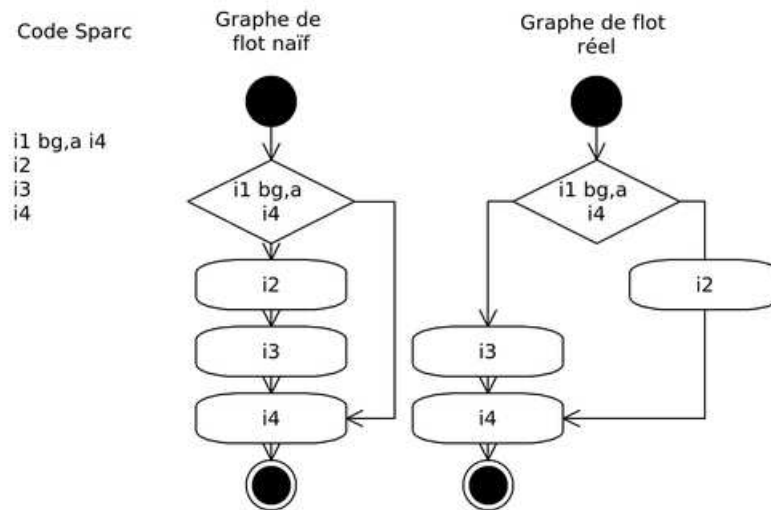 Code Sparc
i1 bg,a i4
i2
i3
i4
Graphe de
flot naïf
i1 bg,a
i4
i2
i3
i4
Graphe de flot
réel
i1 bg,a
i4
i2
i3
i4